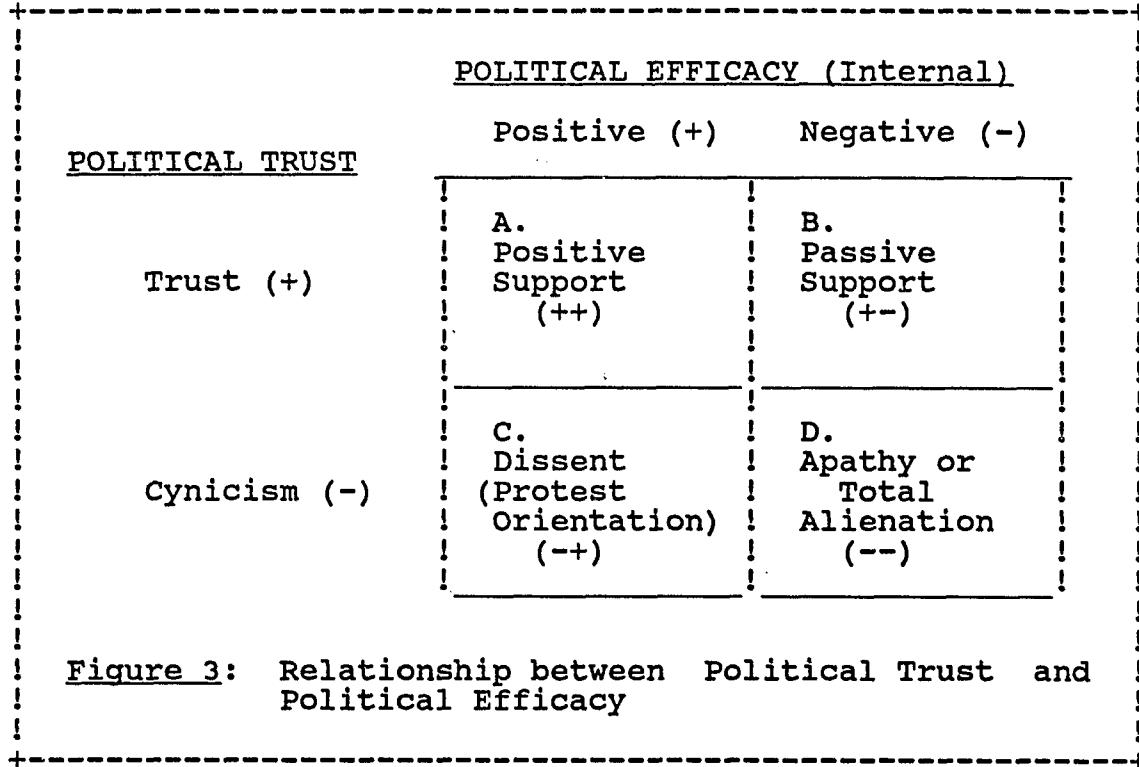 POLITICAL EFFICACY (Internal)
Positive (+) Negative (-)
POLITICAL TRUST
A. B.
Positive Passive
Trust (+) Support Support
(++) (+-)
C. D.
Dissent Apathy or
Cynicism (-) (Protest Total
Orientation) Alienation
(-+) (--)
Figure 3: Relationship between Political Trust and
Political Efficacy